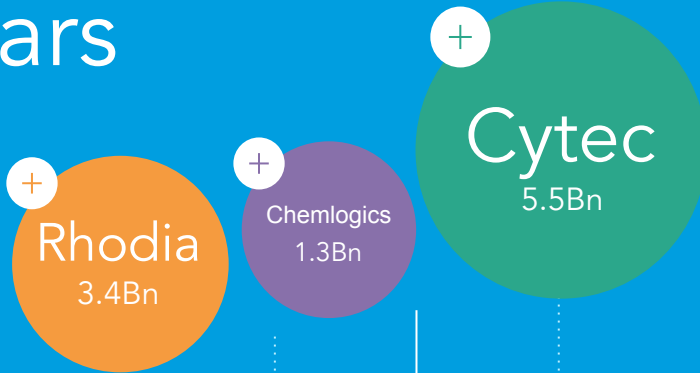 ars
Rhodia
3.4Bn
Chemlogics
1.3Bn
Cytec
5.5Bn